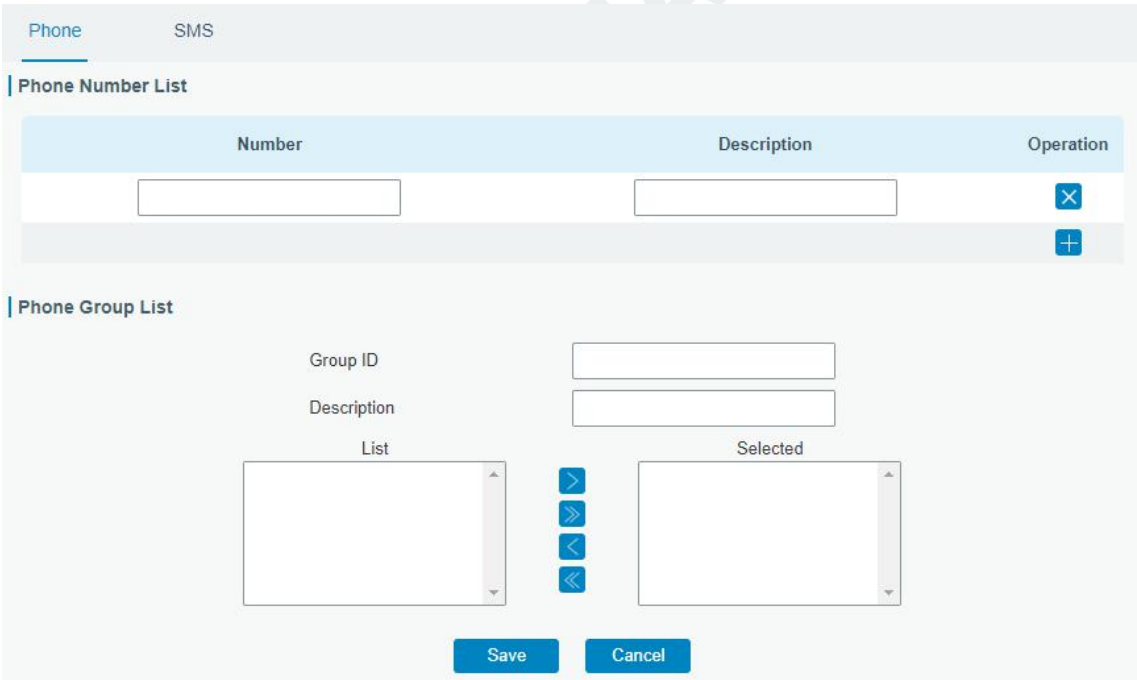 Phone SMS
Phone Number List
Number Description Operation
Phone Group List
Group ID
Description
List Selected
Save Cancel